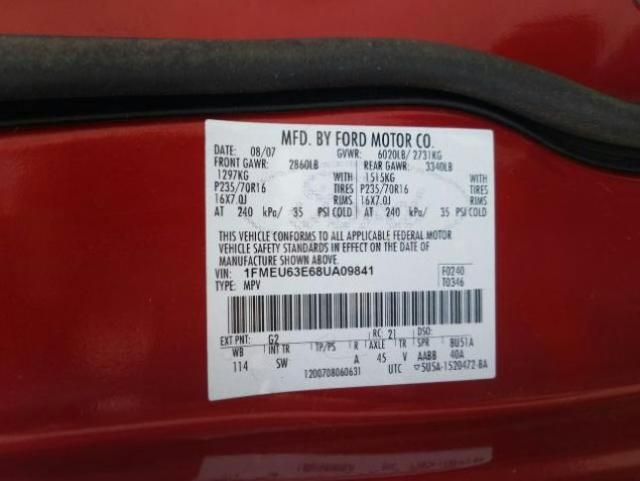 MFD. BY FORD MOTOR CO.
DATE: 08/07 GVWR: 6020LB/ 2731KG
FRONT GAWR: 2860LB REAR GAWR: 3340LB
1297KG WITH 1515KG WITH
P235/70R16 TIRES P235/70R16 TIRES
16X7.0J RIMS 16X7.0J RIMS
AT 240 kPa/ 35 PSI COLD AT 240 kPa/ 35 PSI COLD
THIS VEHICLE CONFORMS TO ALL APPLICABLE FEDERAL MOTOR
VEHICLE SAFETY STANDARDS IN EFFECT ON THE DATE OF
MANUFACTURE SHOWN ABOVE.
VIN: 1FMEU63E68UA09841 F0240
TYPE: MPV T0346
EXT PNT: G2 RC: 21 DSO:
WB INT TR TP/PS R AXLE TR SPR BU51A
114 SW A 45 V AABB 40A
1200708060631 UTC ▽5U5A-1520472-BA